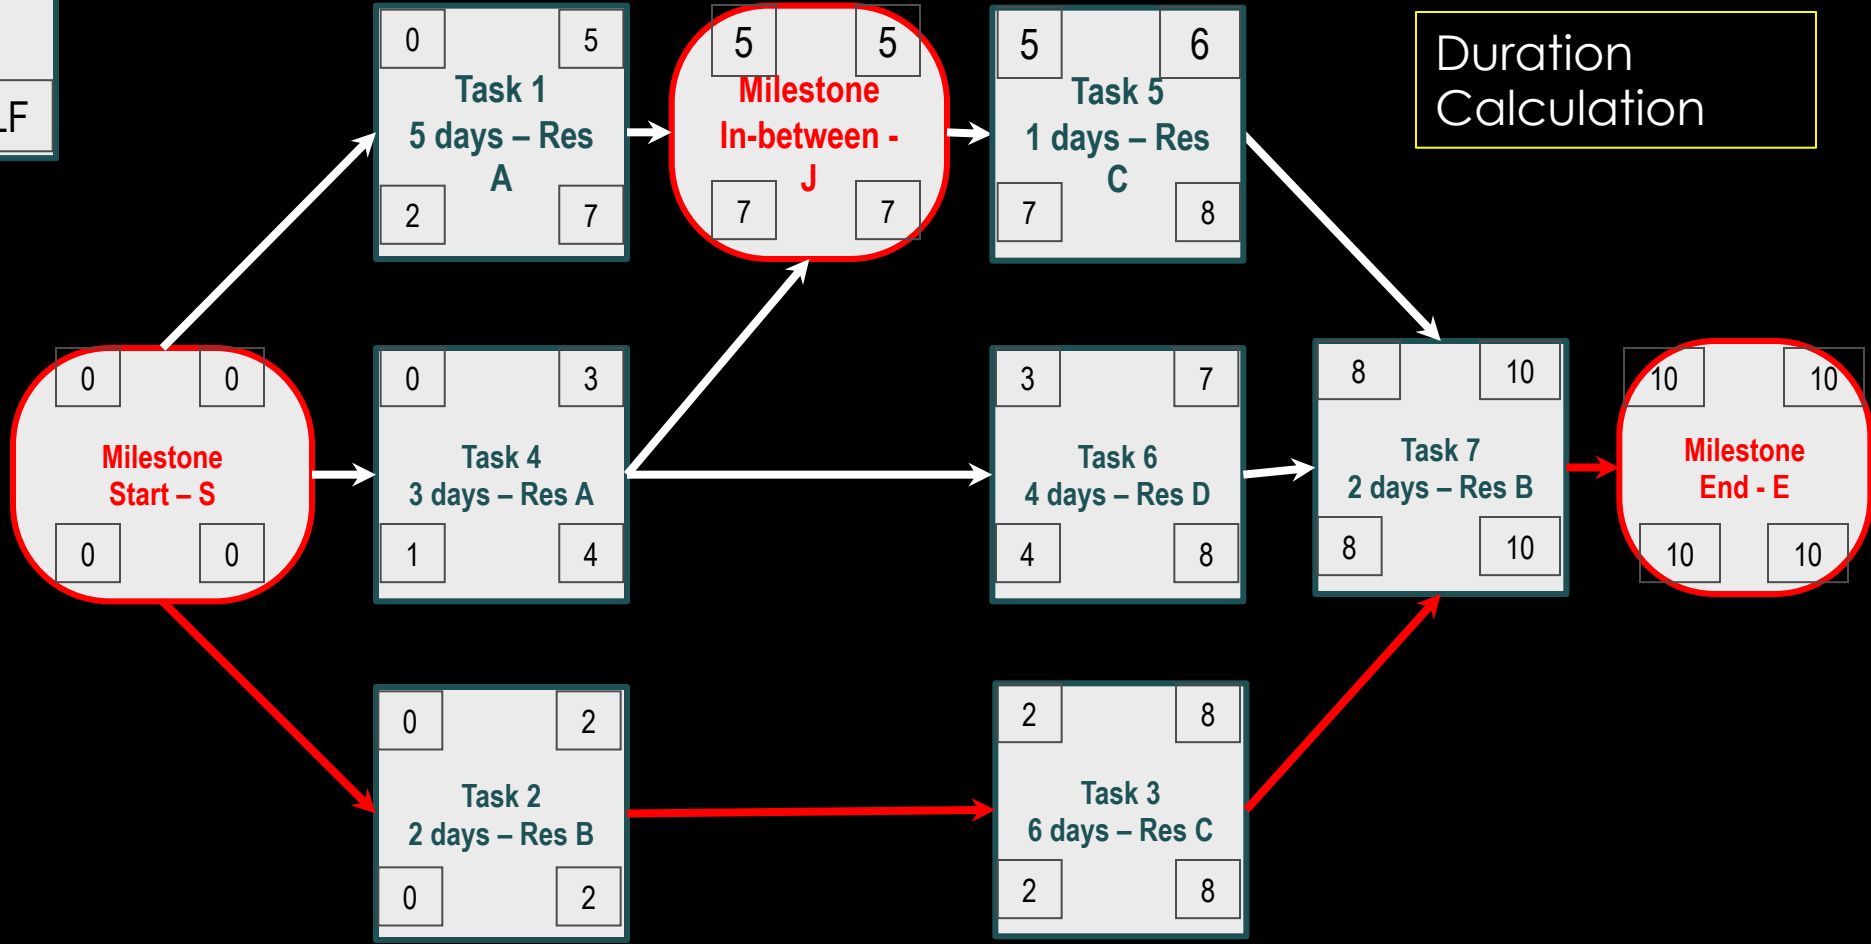 LF
0 5
Task 1
5 days – Res
A
2 7
5 5
Milestone
In-between -
J
7 7
5 6
Task 5
1 days – Res
C
7 8
Duration
Calculation
0 0
Milestone
Start – S
0 0
0 3
Task 4
3 days – Res A
1 4
3 7
Task 6
4 days – Res D
4 8
8 10
Task 7
2 days – Res B
8 10
10 10
Milestone
End - E
10 10
0 2
Task 2
2 days – Res B
0 2
2 8
Task 3
6 days – Res C
2 8